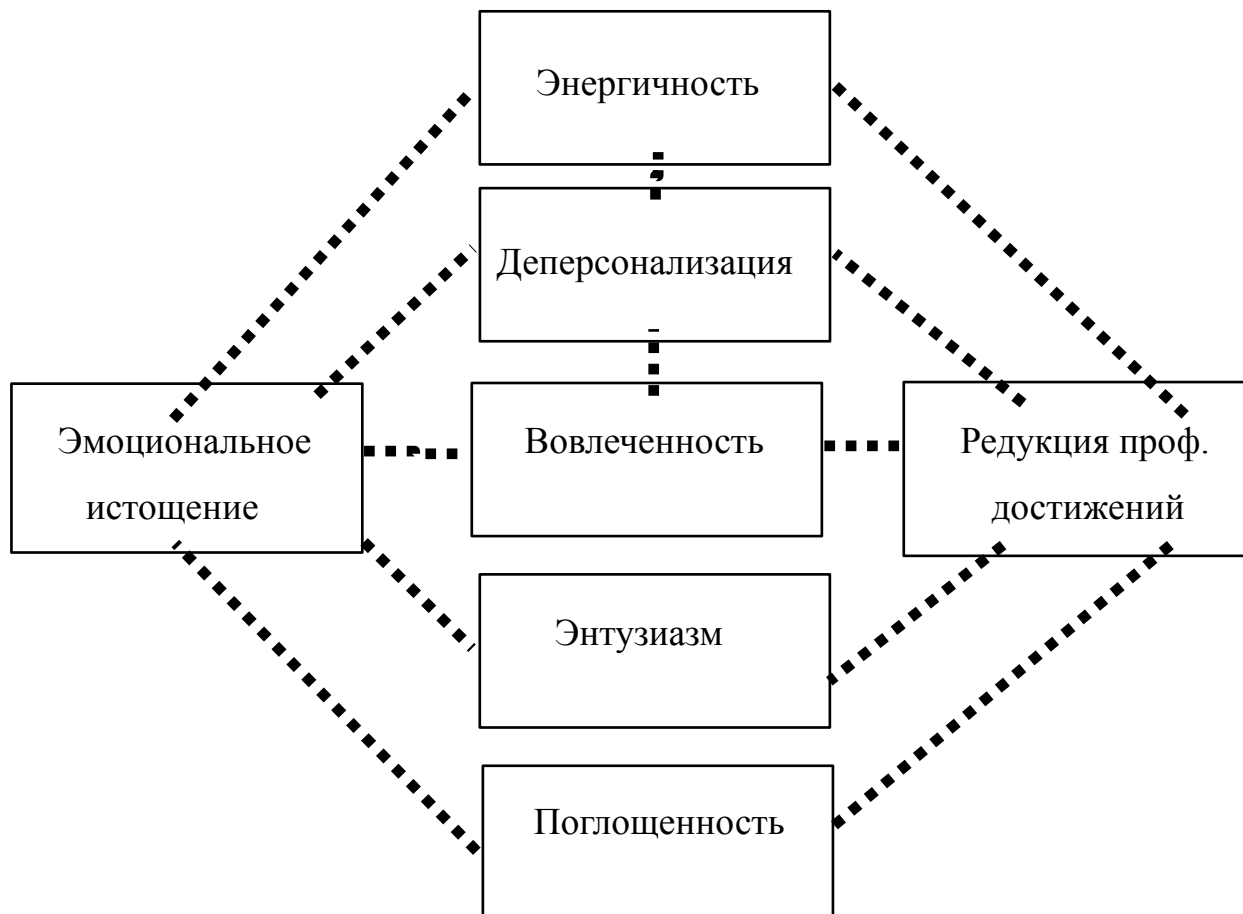 Энергичность
Деперсонализация
Эмоциональное
истощение
Вовлеченность
Редукция проф.
достижений
Энтузиазм
Поглощенность